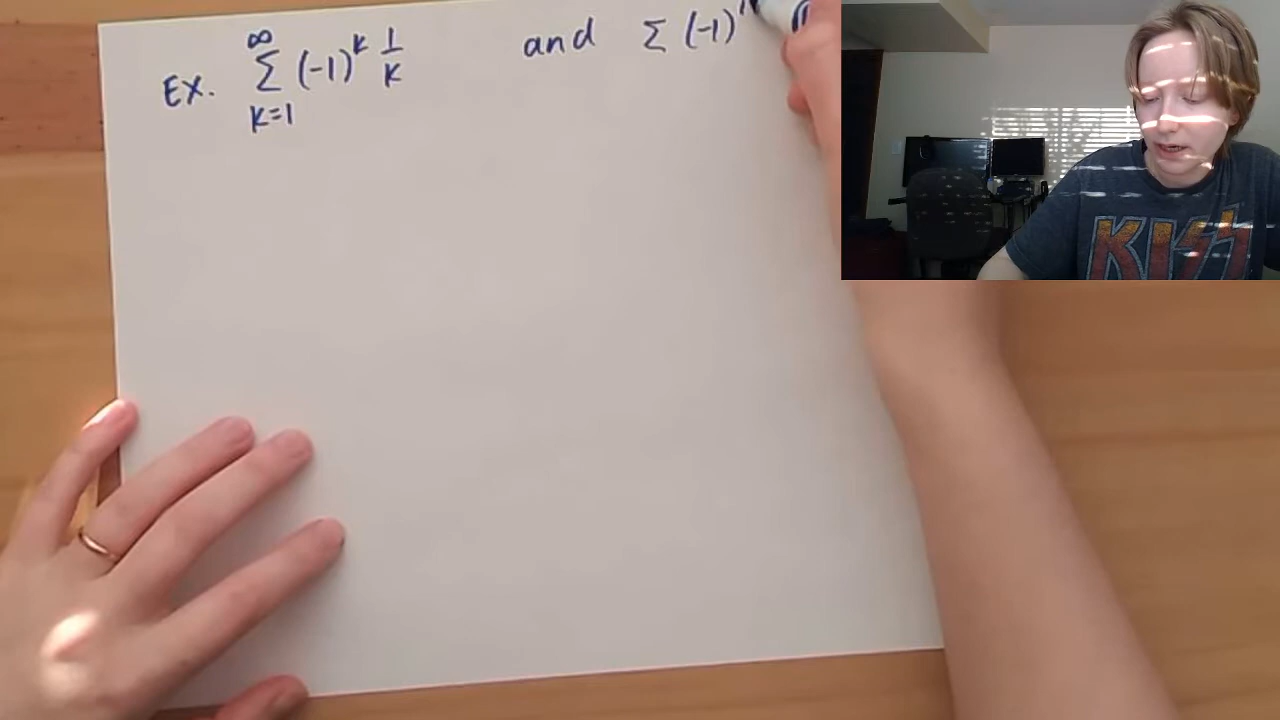 Ex. ∞∑k=1 (-1)^k 1/k and ∑ (-1)
KISS